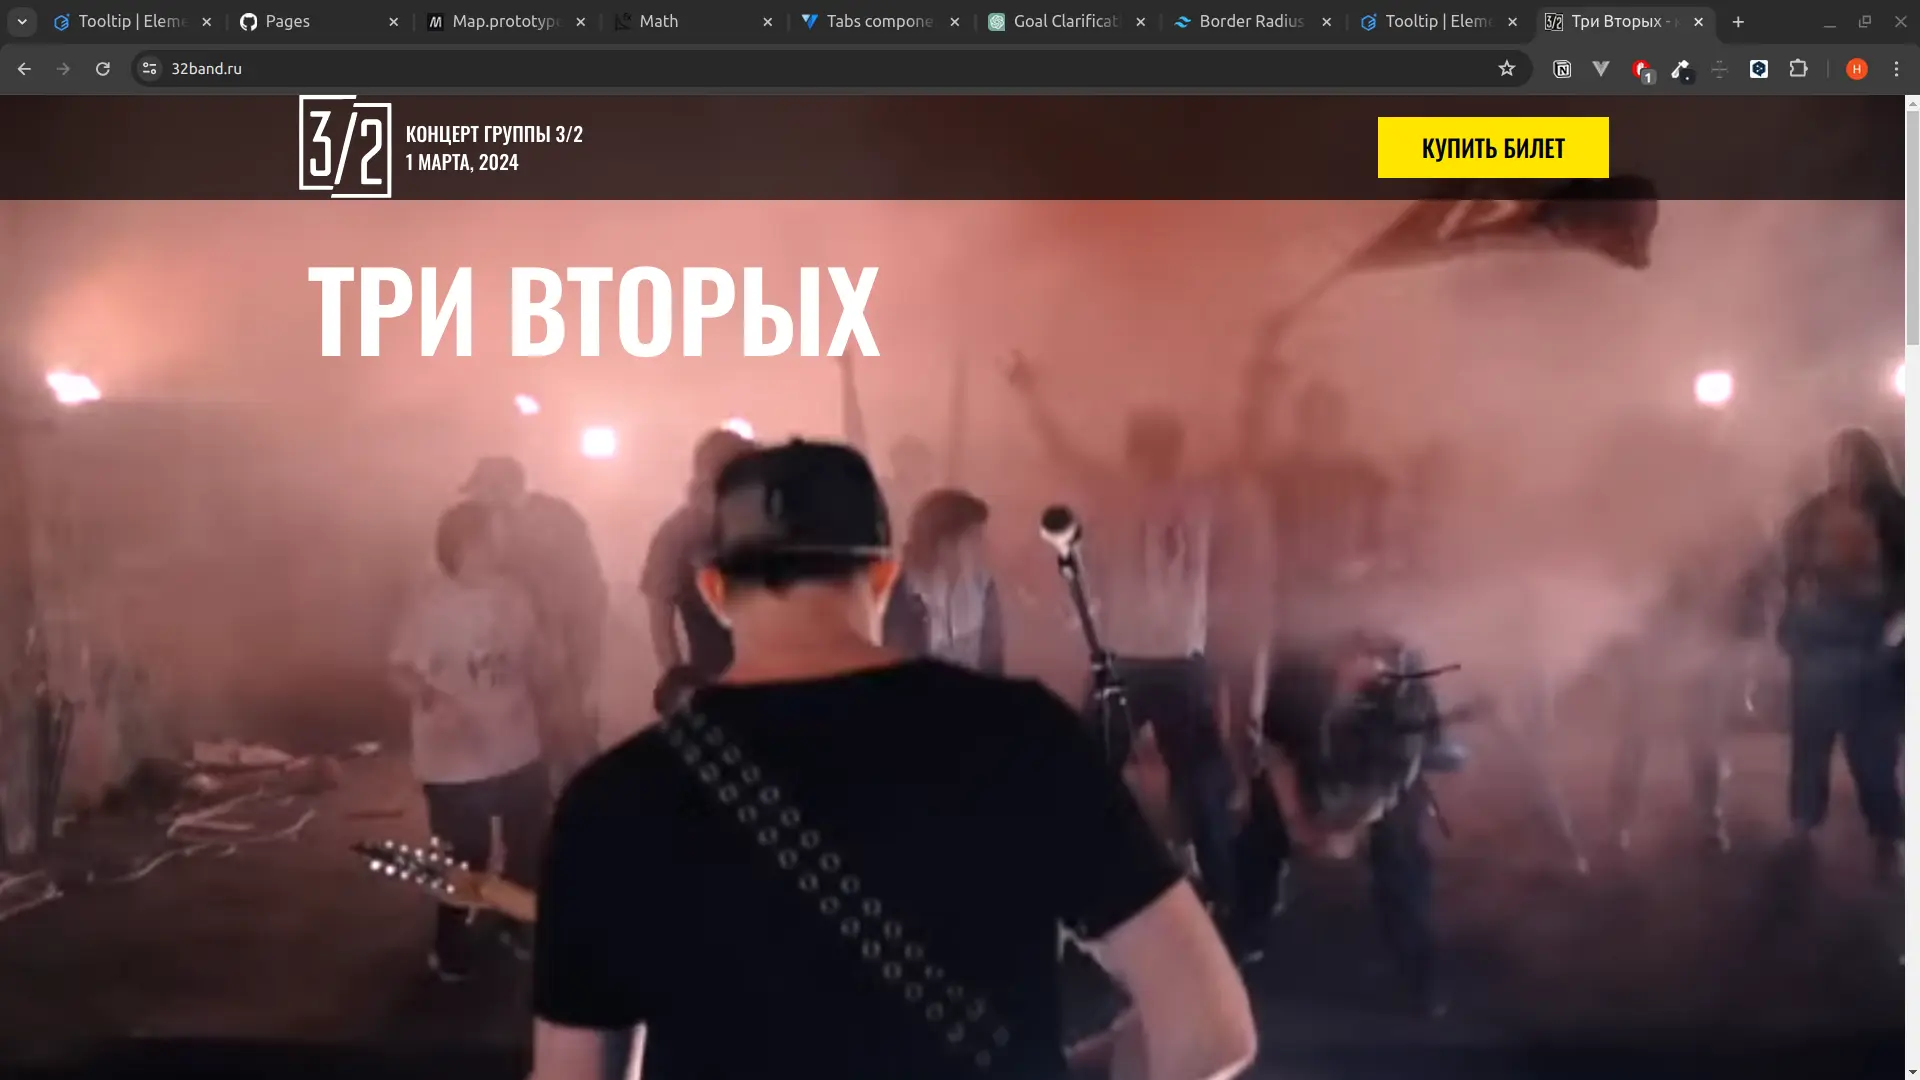 Tooltip | Eleme
Pages
Map.prototype
Math
Tabs compone
Goal Clarificat
Border Radius
Tooltip | Eleme
Три Вторых -
32band.ru
1
Н
3/2
КОНЦЕРТ ГРУППЫ 3/2
1 МАРТА, 2024
КУПИТЬ БИЛЕТ
ТРИ ВТОРЫХ